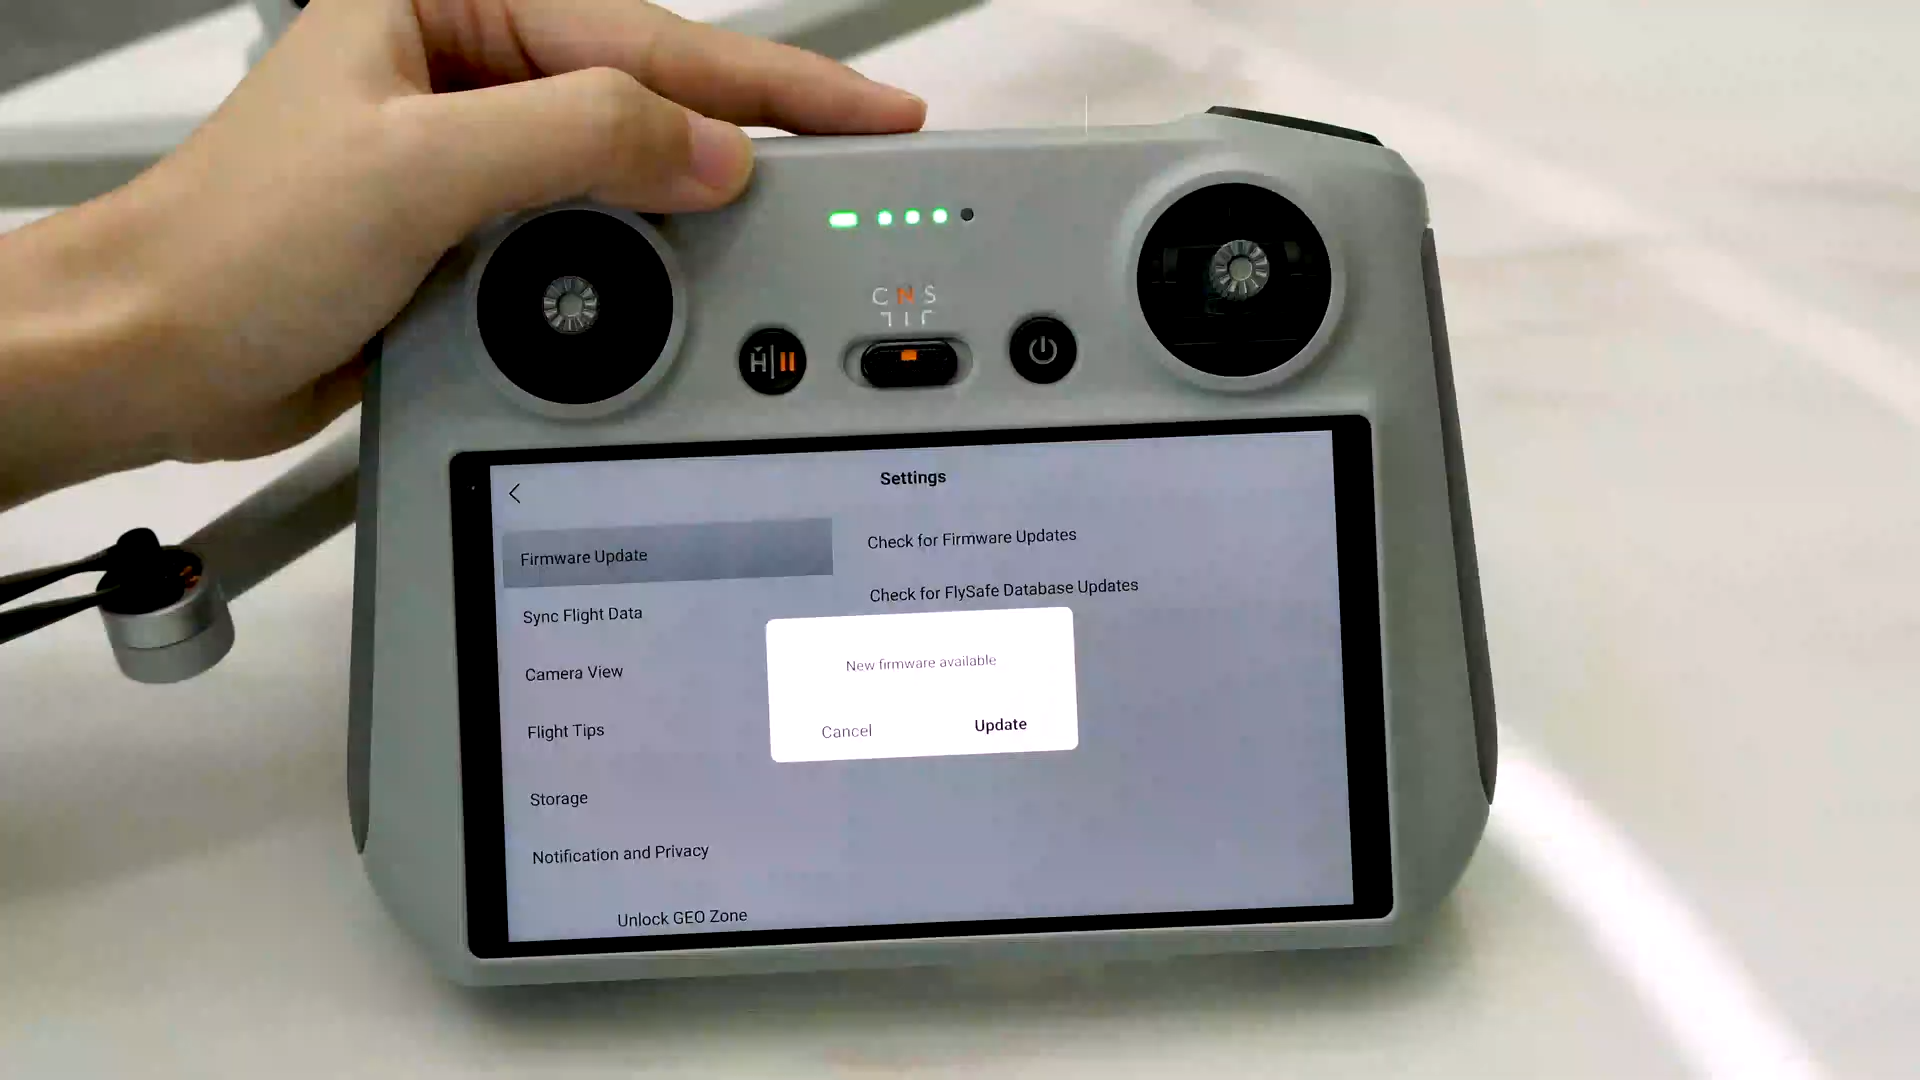 C N S
H
Settings
Firmware Update
Check for Firmware Updates
Sync Flight Data
Check for FlySafe Database Updates
Camera View
New firmware available
Flight Tips
Cancel
Update
Storage
Notification and Privacy
Unlock GEO Zone